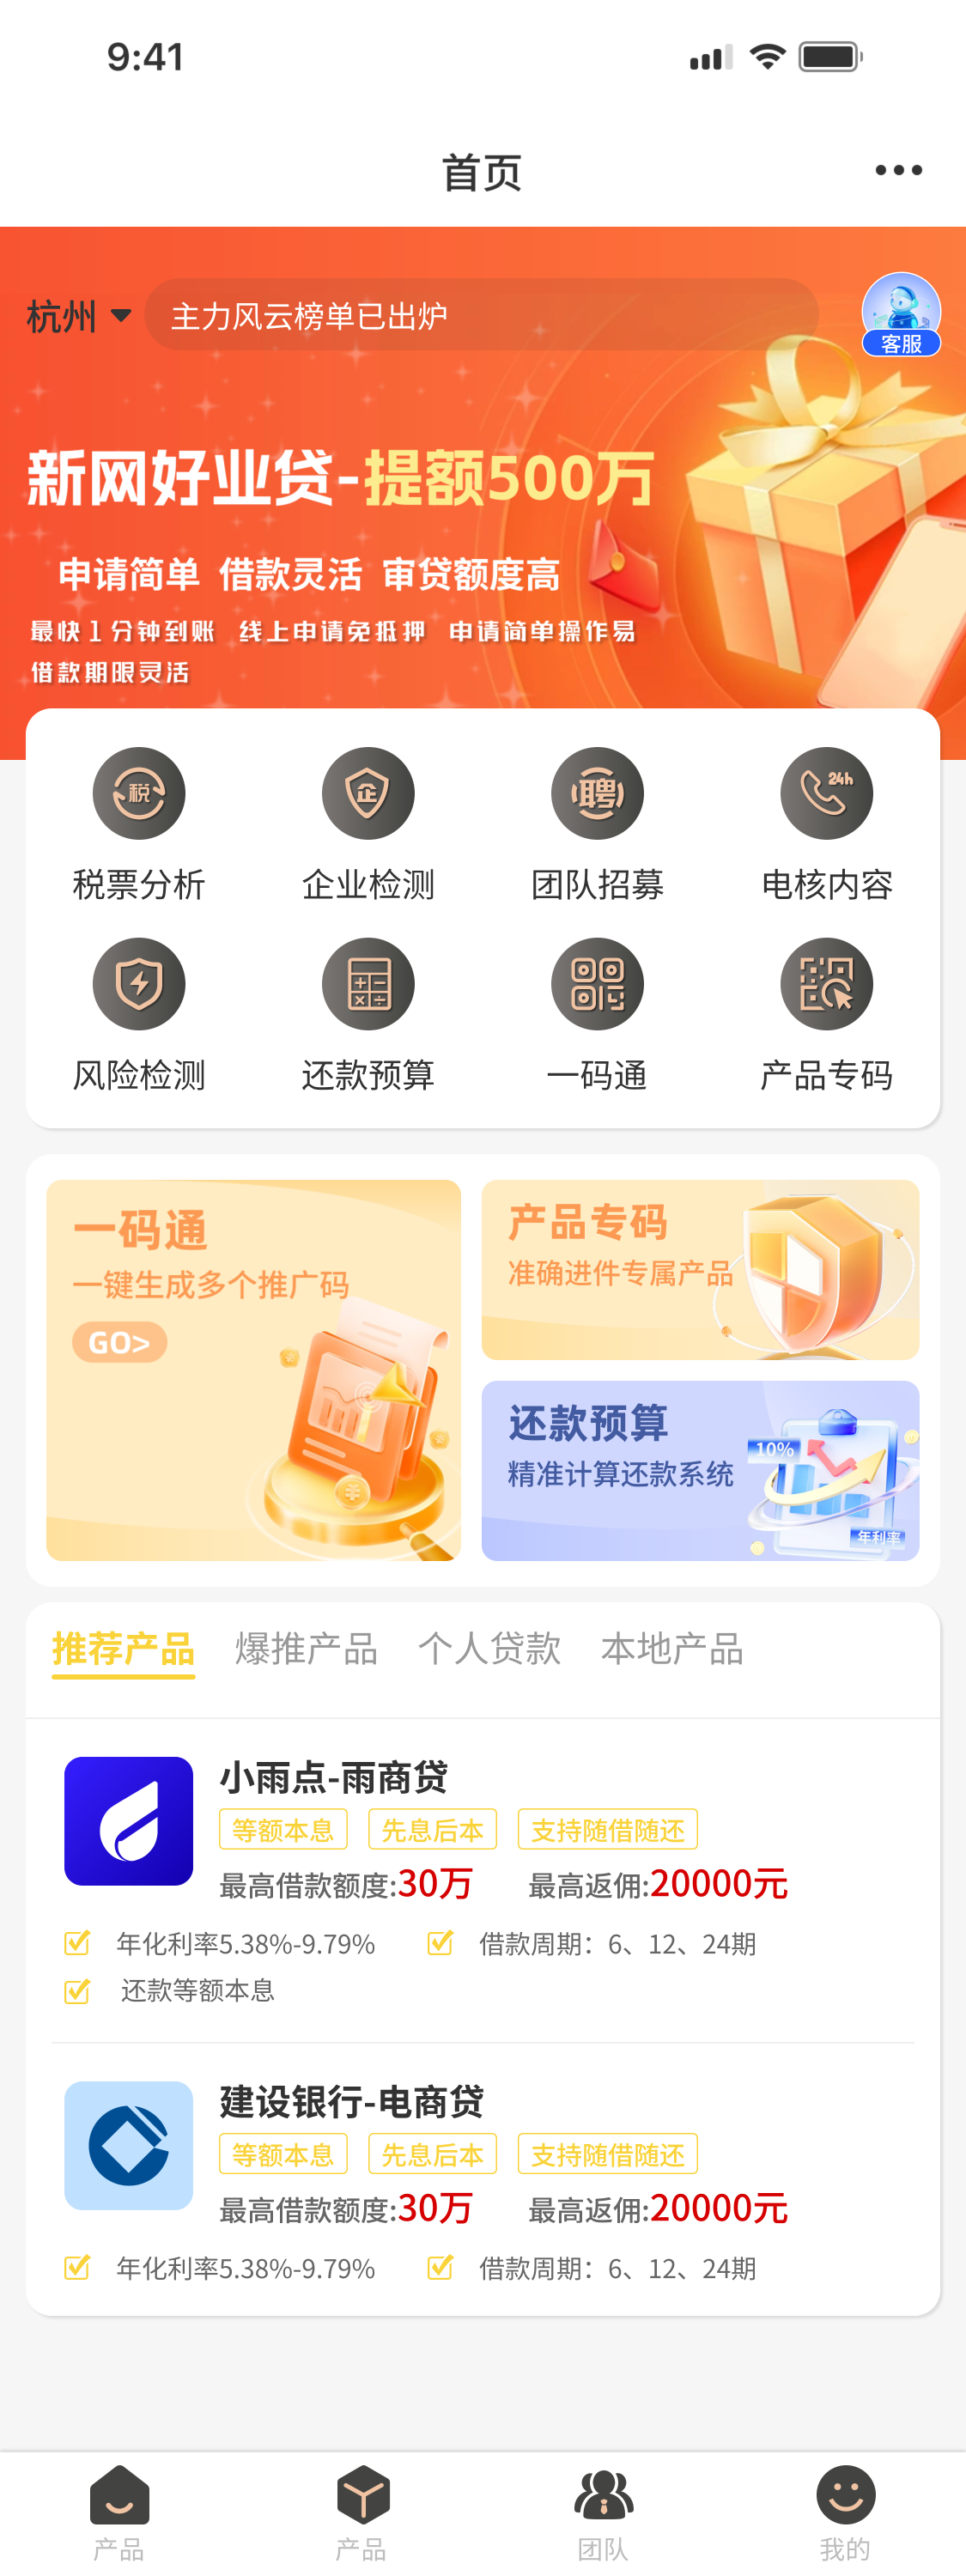 9:41
首页
杭州
主力风云榜单已出炉
客服
新网好业贷-提额500万
申请简单 借款灵活 审贷额度高
最快1分钟到账 线上申请免抵押 申请简单操作易
借款期限灵活
税 企 聘 24h
税票分析 企业检测 团队招募 电核内容
风险检测 还款预算 一码通 产品专码
一码通
一键生成多个推广码
GO>
产品专码
准确进件专属产品
还款预算
精准计算还款系统
10%
年利率
推荐产品 爆推产品 个人贷款 本地产品
小雨点-雨商贷
等额本息 先息后本 支持随借随还
最高借款额度:30万 最高返佣:20000元
年化利率5.38%-9.79% 借款周期：6、12、24期
还款等额本息
建设银行-电商贷
等额本息 先息后本 支持随借随还
最高借款额度:30万 最高返佣:20000元
年化利率5.38%-9.79% 借款周期：6、12、24期
产品 产品 团队 我的